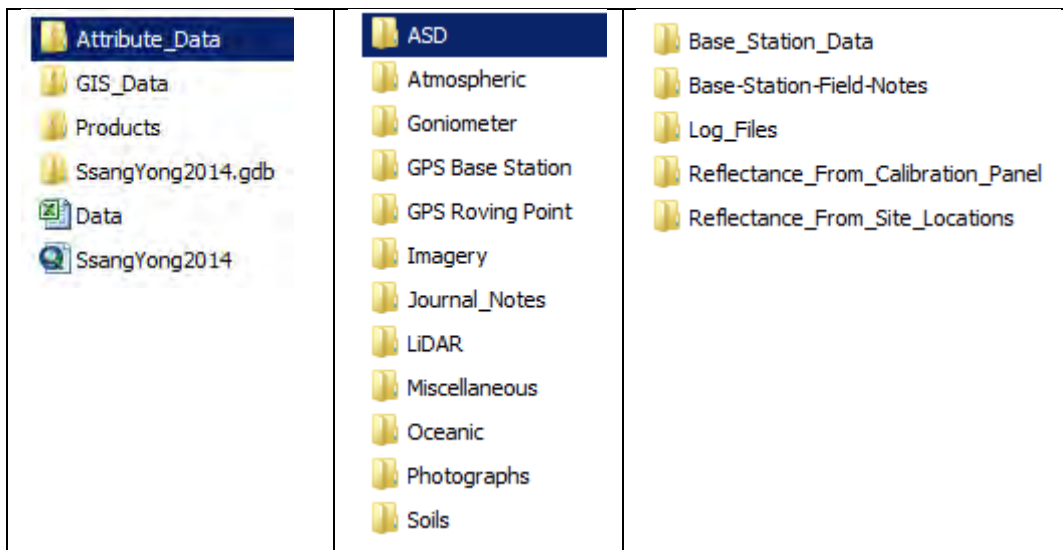 Attribute_Data
GIS_Data
Products
SsangYong2014.gdb
Data
SsangYong2014
ASD
Atmospheric
Goniometer
GPS Base Station
GPS Roving Point
Imagery
Journal_Notes
LiDAR
Miscellaneous
Oceanic
Photographs
Soils
Base_Station_Data
Base-Station-Field-Notes
Log_Files
Reflectance_From_Calibration_Panel
Reflectance_From_Site_Locations